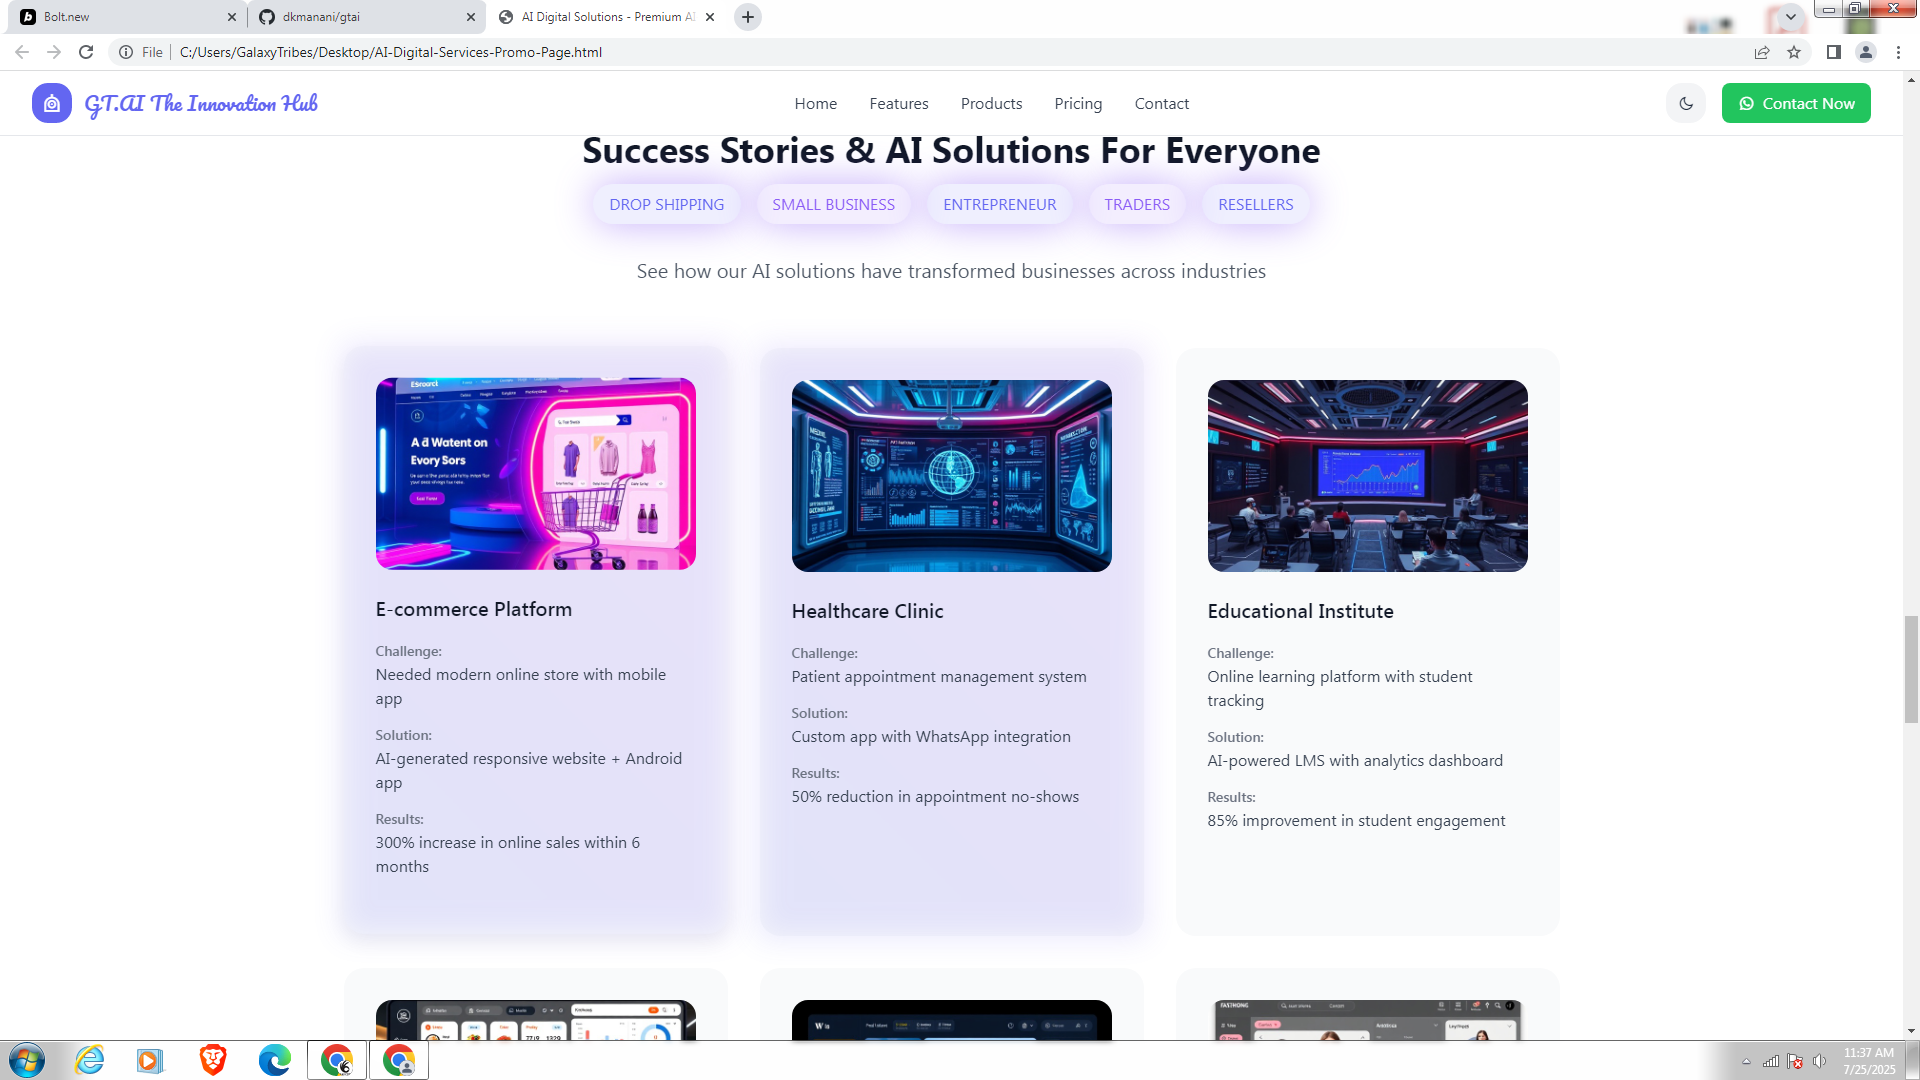 Bolt.new
dkmanani/gtai
AI Digital Solutions - Premium AI
File
C:/Users/GalaxyTribes/Desktop/AI-Digital-Services-Promo-Page.html
GT.AI The Innovation Hub
Home
Features
Products
Pricing
Contact
Contact Now
Success Stories & AI Solutions For Everyone
DROP SHIPPING
SMALL BUSINESS
ENTREPRENEUR
TRADERS
RESELLERS
See how our AI solutions have transformed businesses across industries
A a Watent on
Evory Sors
E-commerce Platform
Challenge:
Needed modern online store with mobile
app
Solution:
AI-generated responsive website + Android
app
Results:
300% increase in online sales within 6
months
Healthcare Clinic
Challenge:
Patient appointment management system
Solution:
Custom app with WhatsApp integration
Results:
50% reduction in appointment no-shows
Educational Institute
Challenge:
Online learning platform with student
tracking
Solution:
AI-powered LMS with analytics dashboard
Results:
85% improvement in student engagement
11:37 AM
7/25/2025